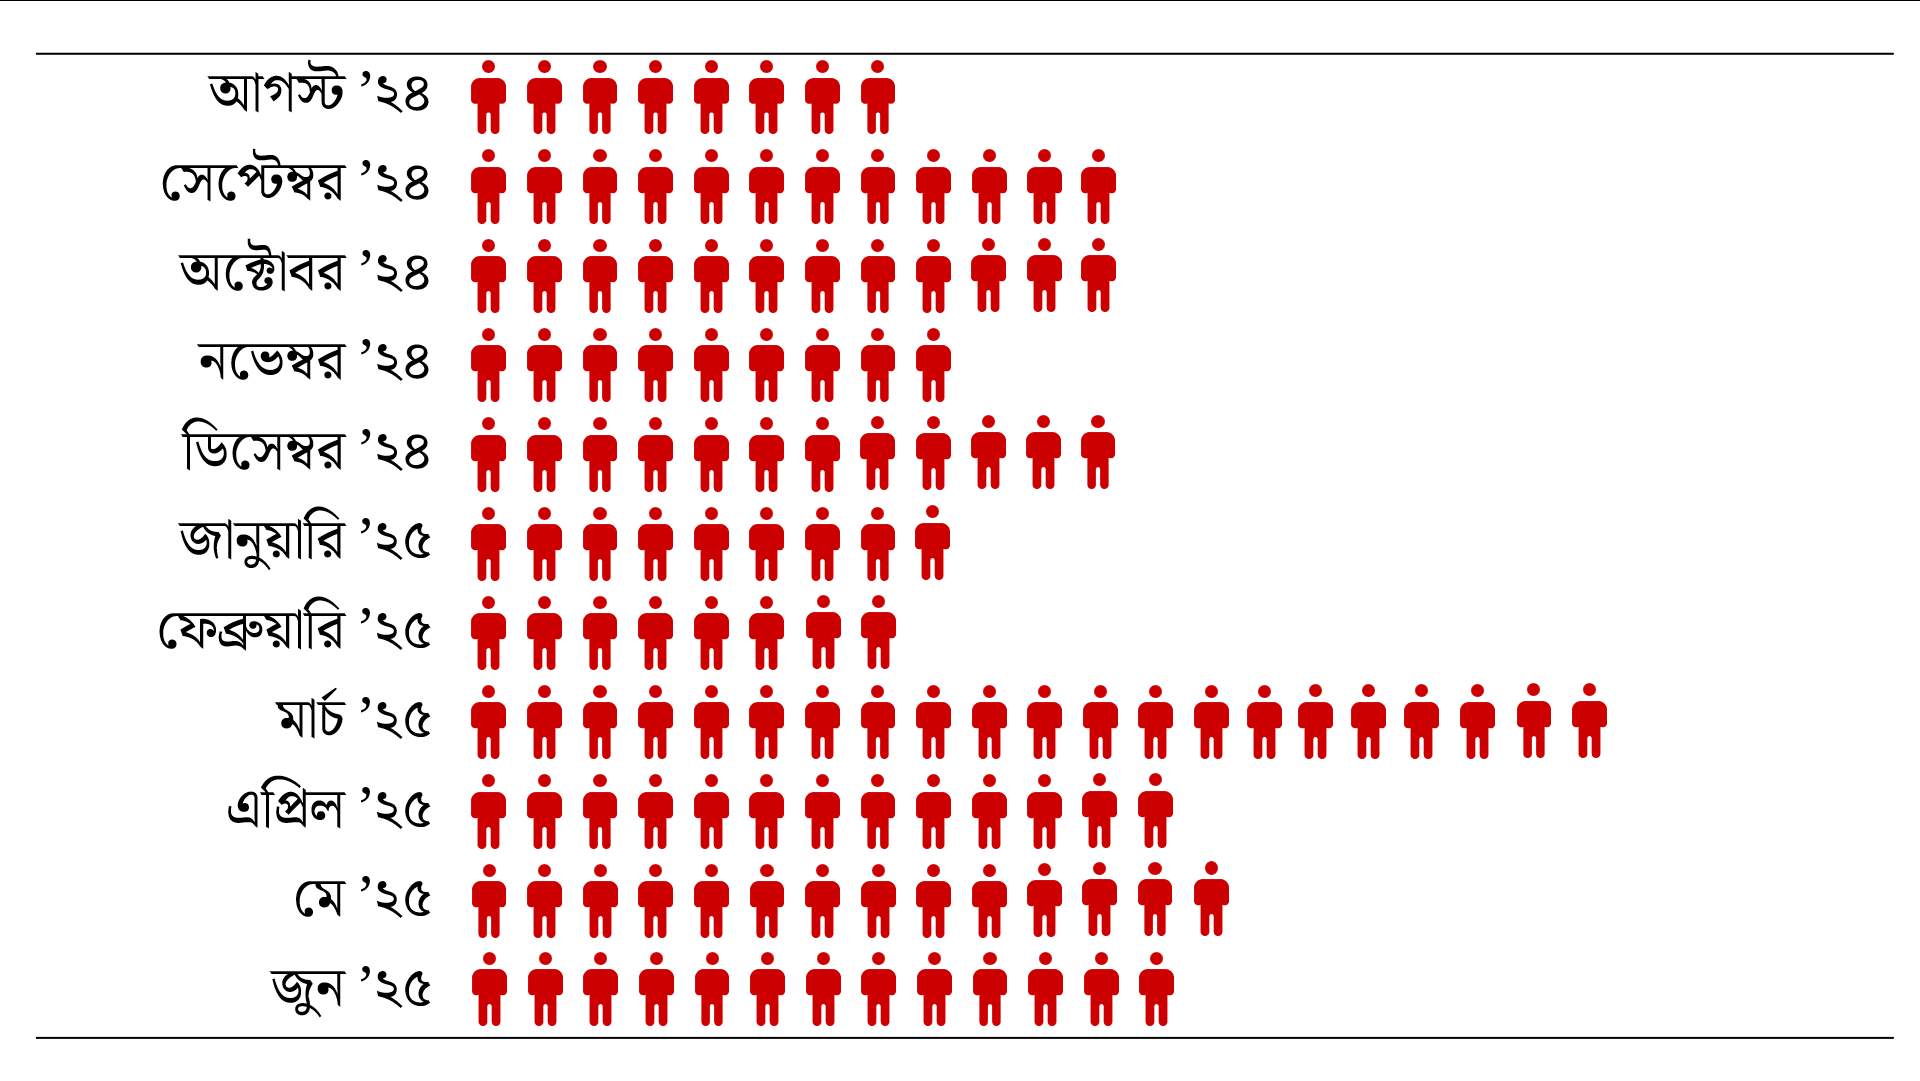 আগস্ট ’২৪
সেপ্টেম্বর ’২৪
অক্টোবর ’২৪
নভেম্বর ’২৪
ডিসেম্বর ’২৪
জানুয়ারি ’২৫
ফেব্রুয়ারি ’২৫
মার্চ ’২৫
এপ্রিল ’২৫
মে ’২৫
জুন ’২৫